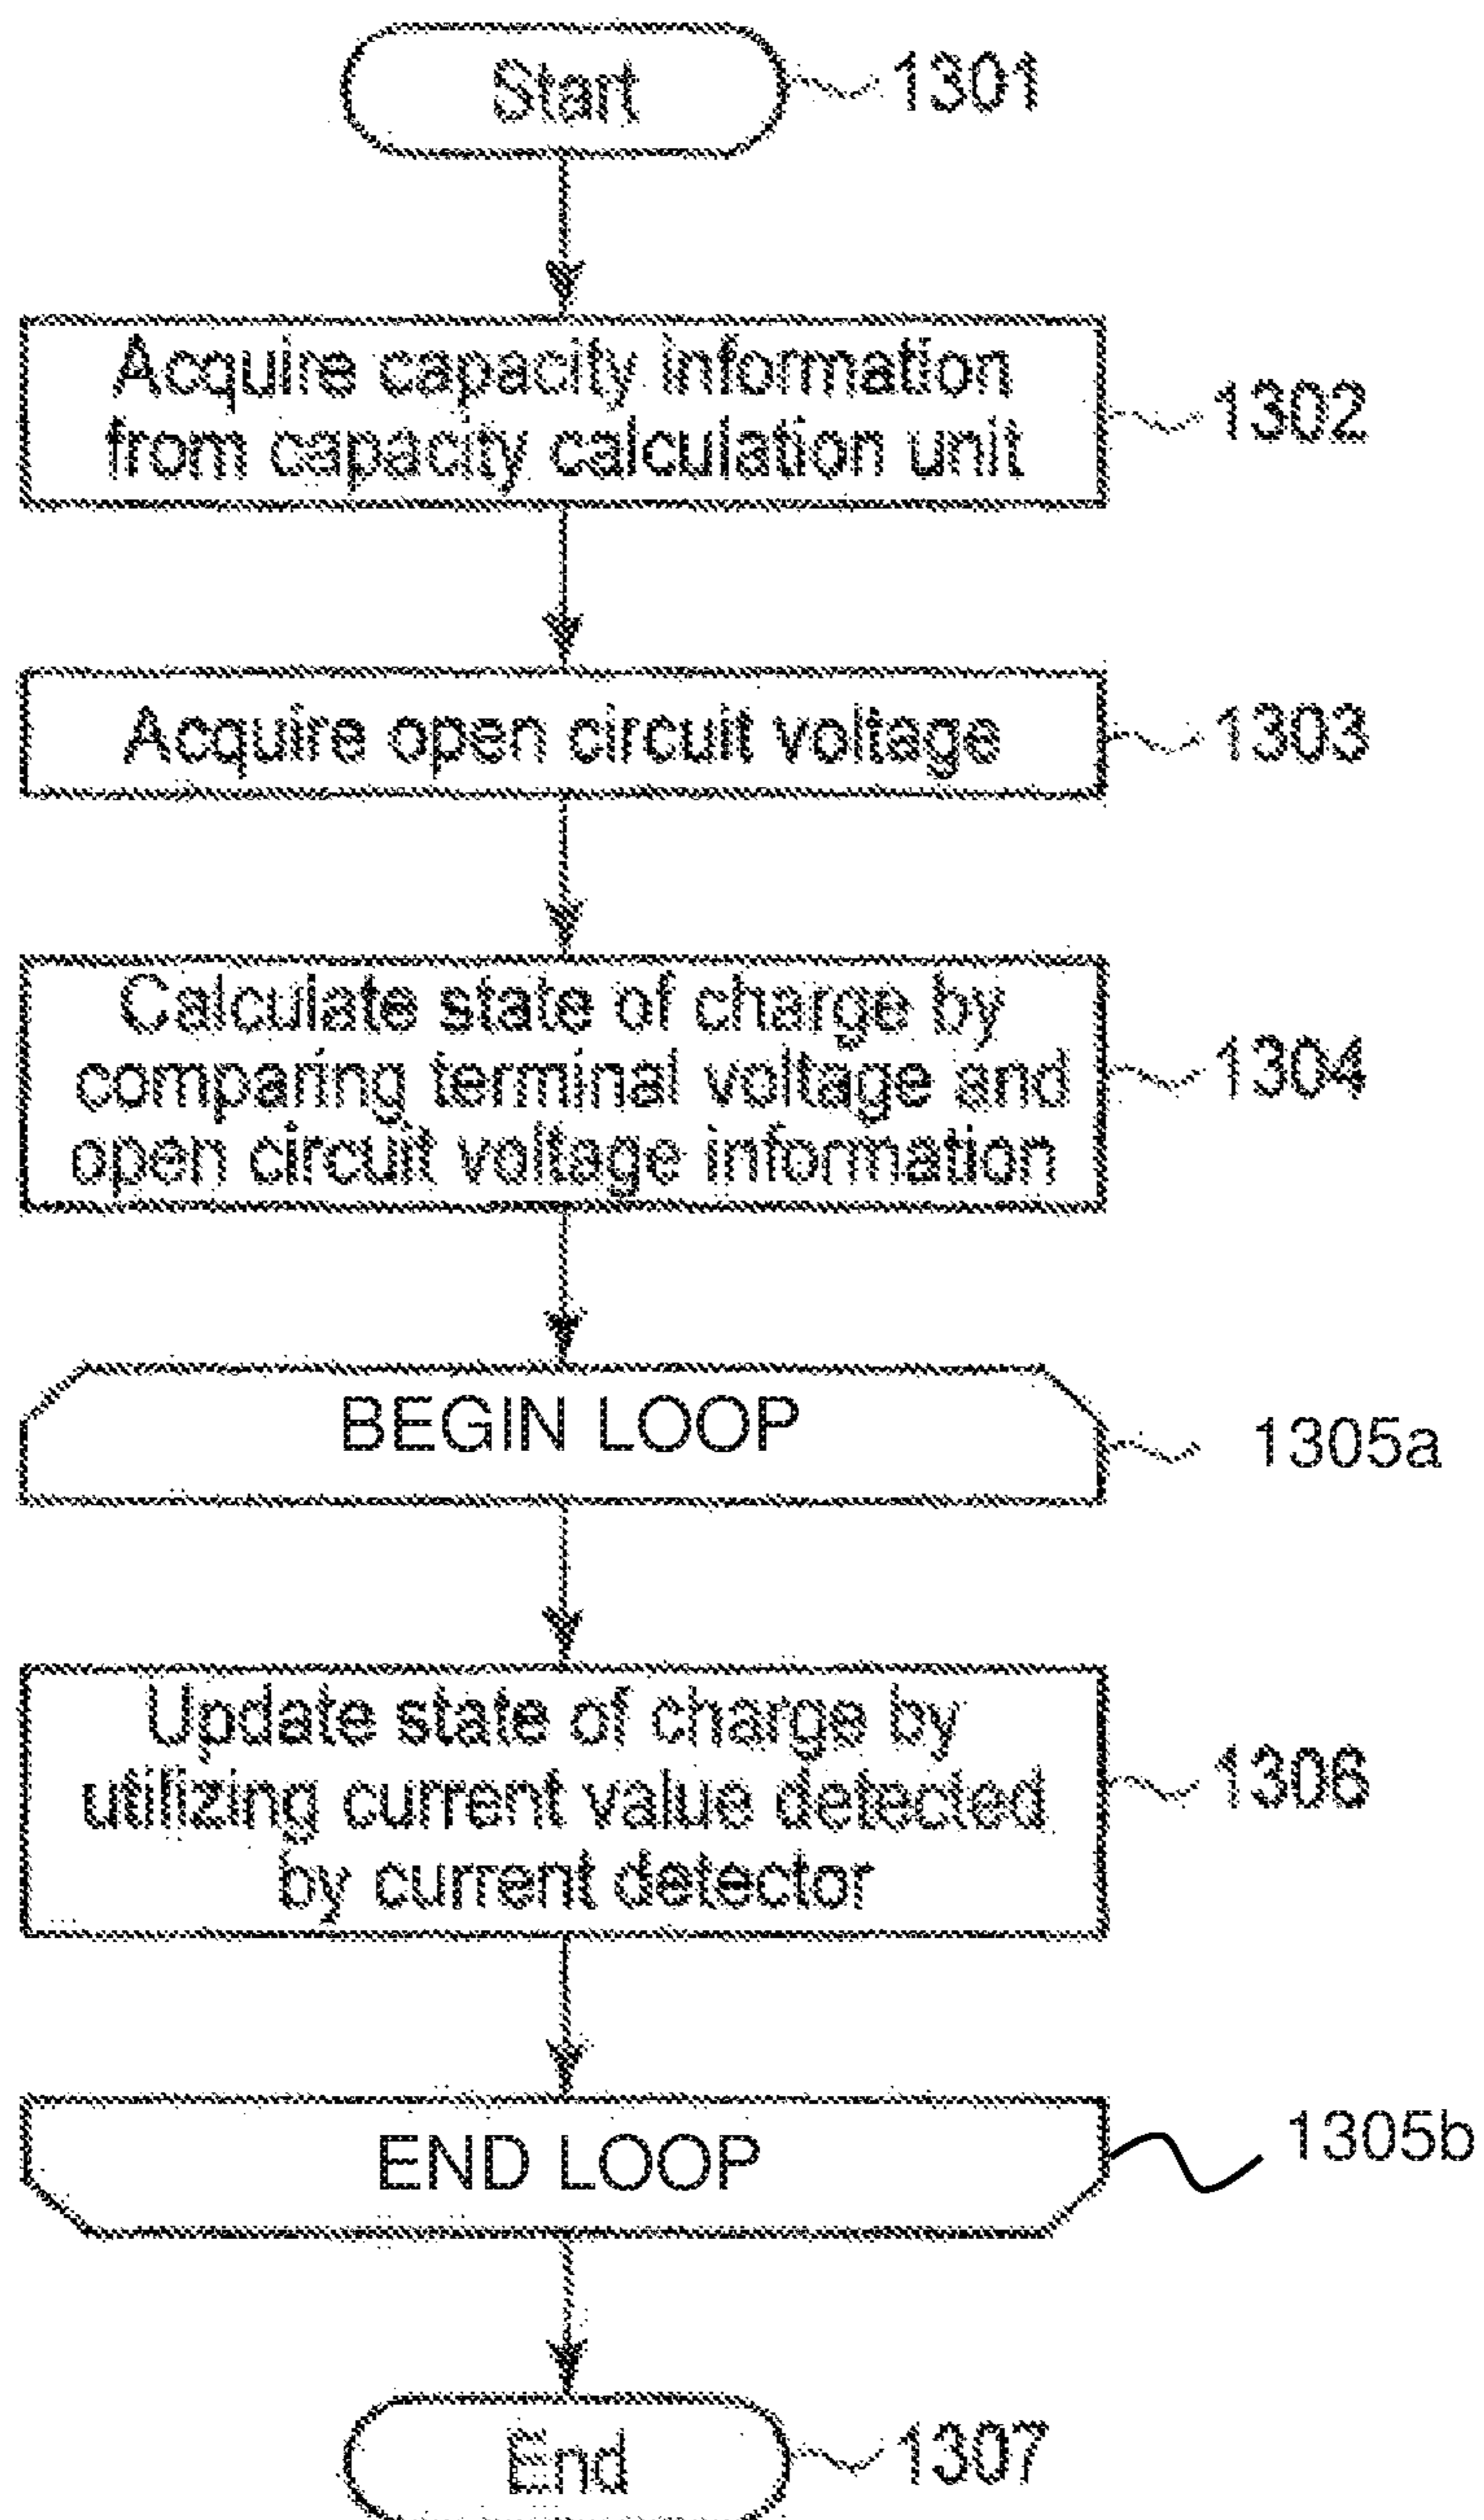 Start
1301
Acquire capacity information
from capacity calculation unit
1302
Acquire open circuit voltage
1303
Calculate state of charge by
comparing terminal voltage and
open circuit voltage information
1304
BEGIN LOOP
1305a
Update state of charge by
utilizing current value detected
by current detector
1306
END LOOP
1305b
End
1307